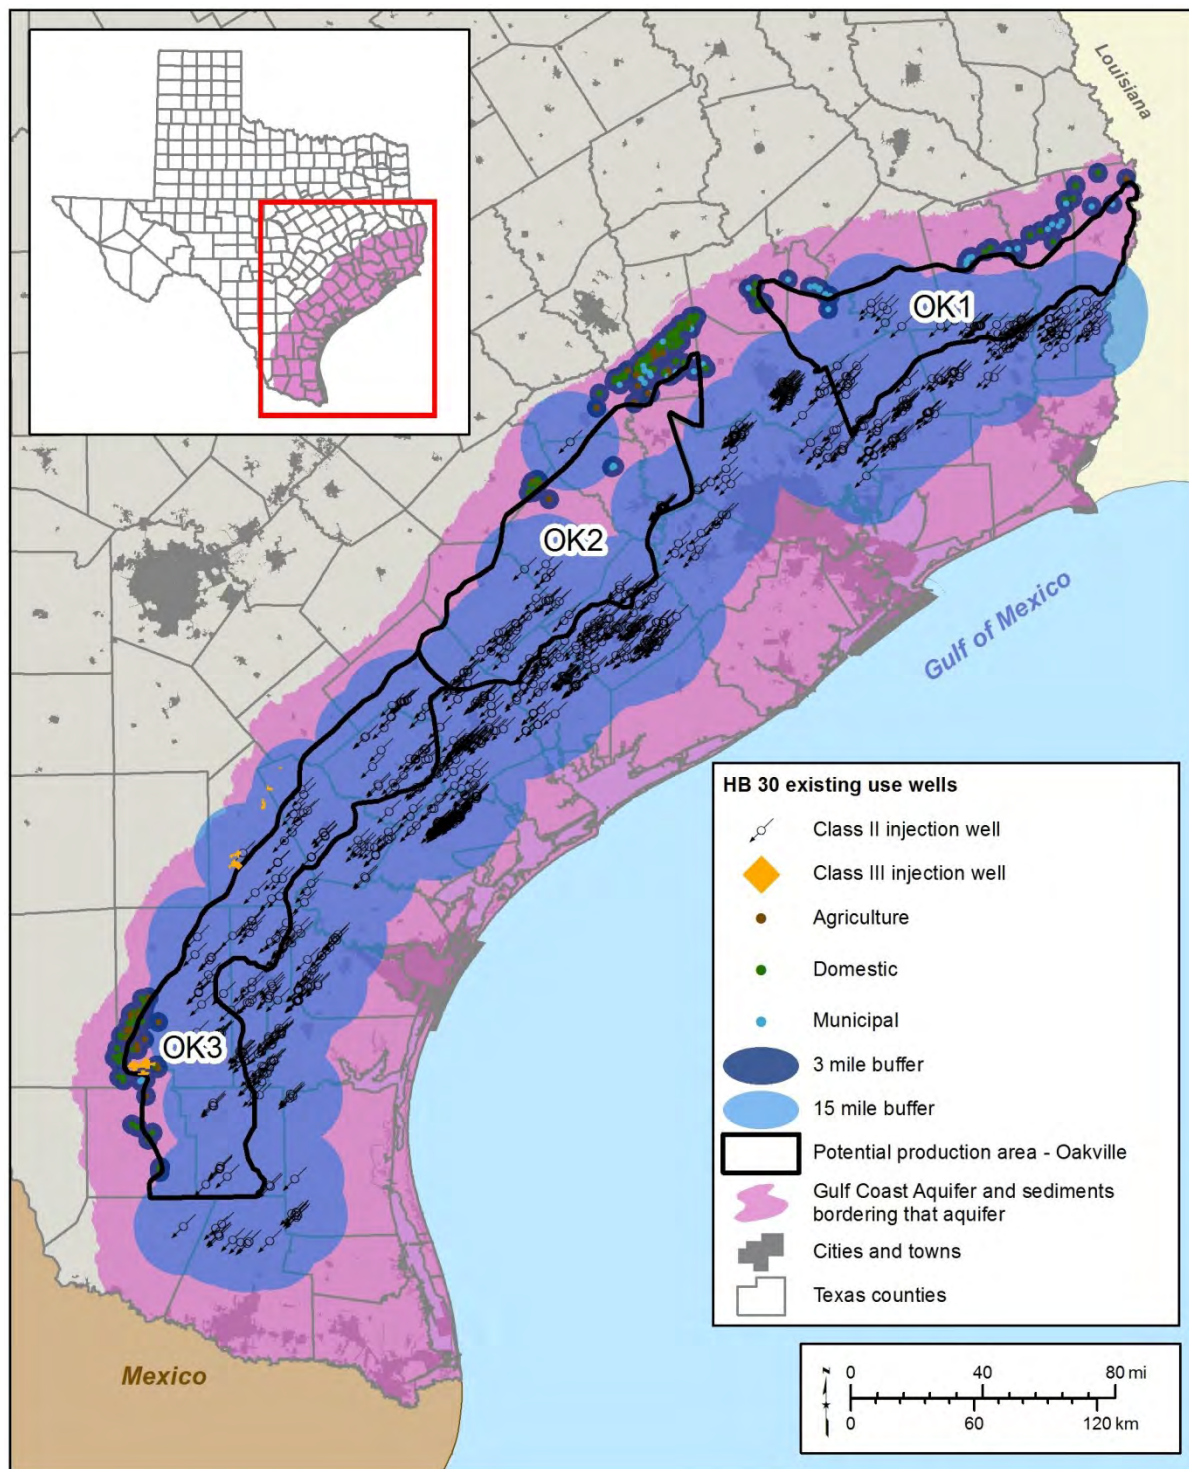 Louisiana
OK1
OK2
OK3
Gulf of Mexico
Mexico
HB 30 existing use wells
Class II injection well
Class III injection well
Agriculture
Domestic
Municipal
3 mile buffer
15 mile buffer
Potential production area - Oakville
Gulf Coast Aquifer and sediments
bordering that aquifer
Cities and towns
Texas counties
N
0 40 80 mi
0 60 120 km